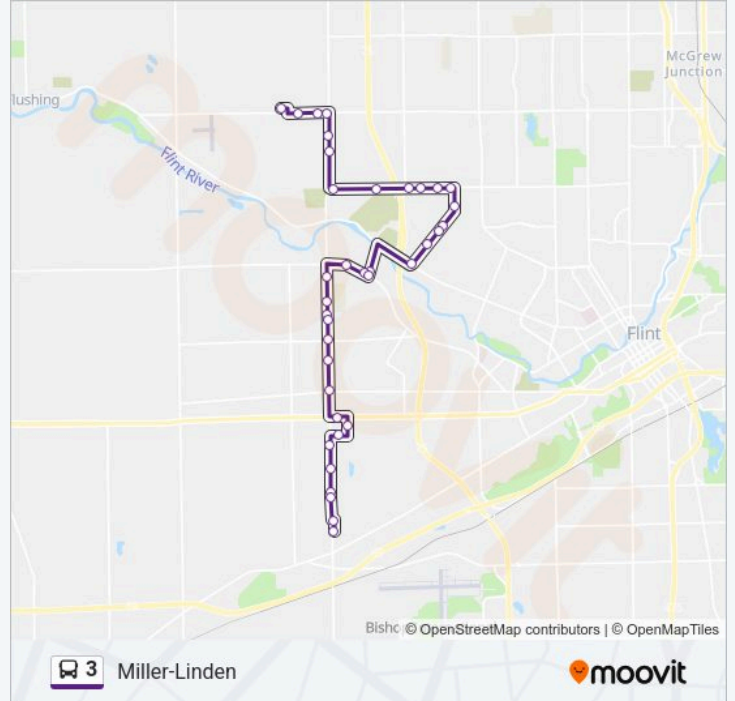 McGrew
Junction
lushing
Flint River
Flint
Bisho
© OpenStreetMap contributors | © OpenMapTiles
3
Miller-Linden
moovit